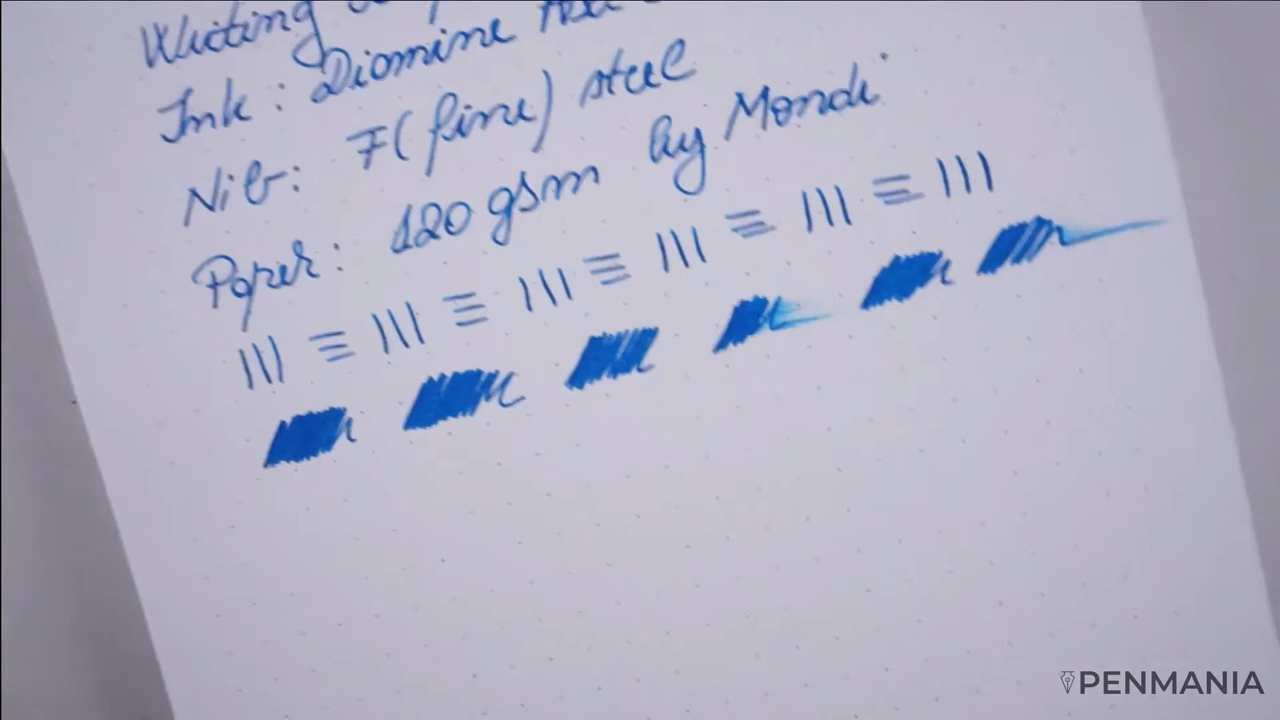 Writing
Ink: Diamine
Nib: F (fine) steel
Paper: 120 gsm by Mondi
PENMANIA